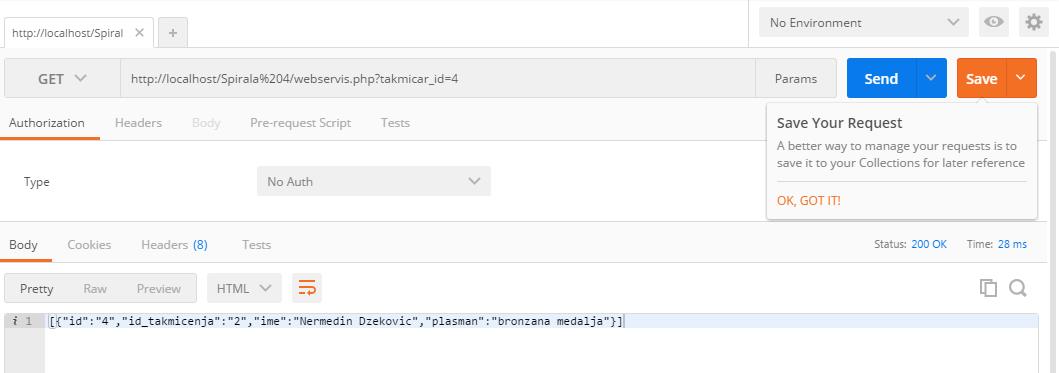 http://localhost/Spiral
No Environment
GET
http://localhost/Spirala%204/webservis.php?takmicar_id=4
Params
Send
Save
Authorization
Headers
Body
Pre-request Script
Tests
Save Your Request
A better way to manage your requests is to
save it to your Collections for later reference
OK, GOT IT!
Type
No Auth
Body
Cookies
Headers (8)
Tests
Status: 200 OK
Time: 28 ms
Pretty
Raw
Preview
HTML
i 1
[{"id":"4","id_takmicenja":"2","ime":"Nermedin Dzekovic","plasman":"bronzana medalja"}]